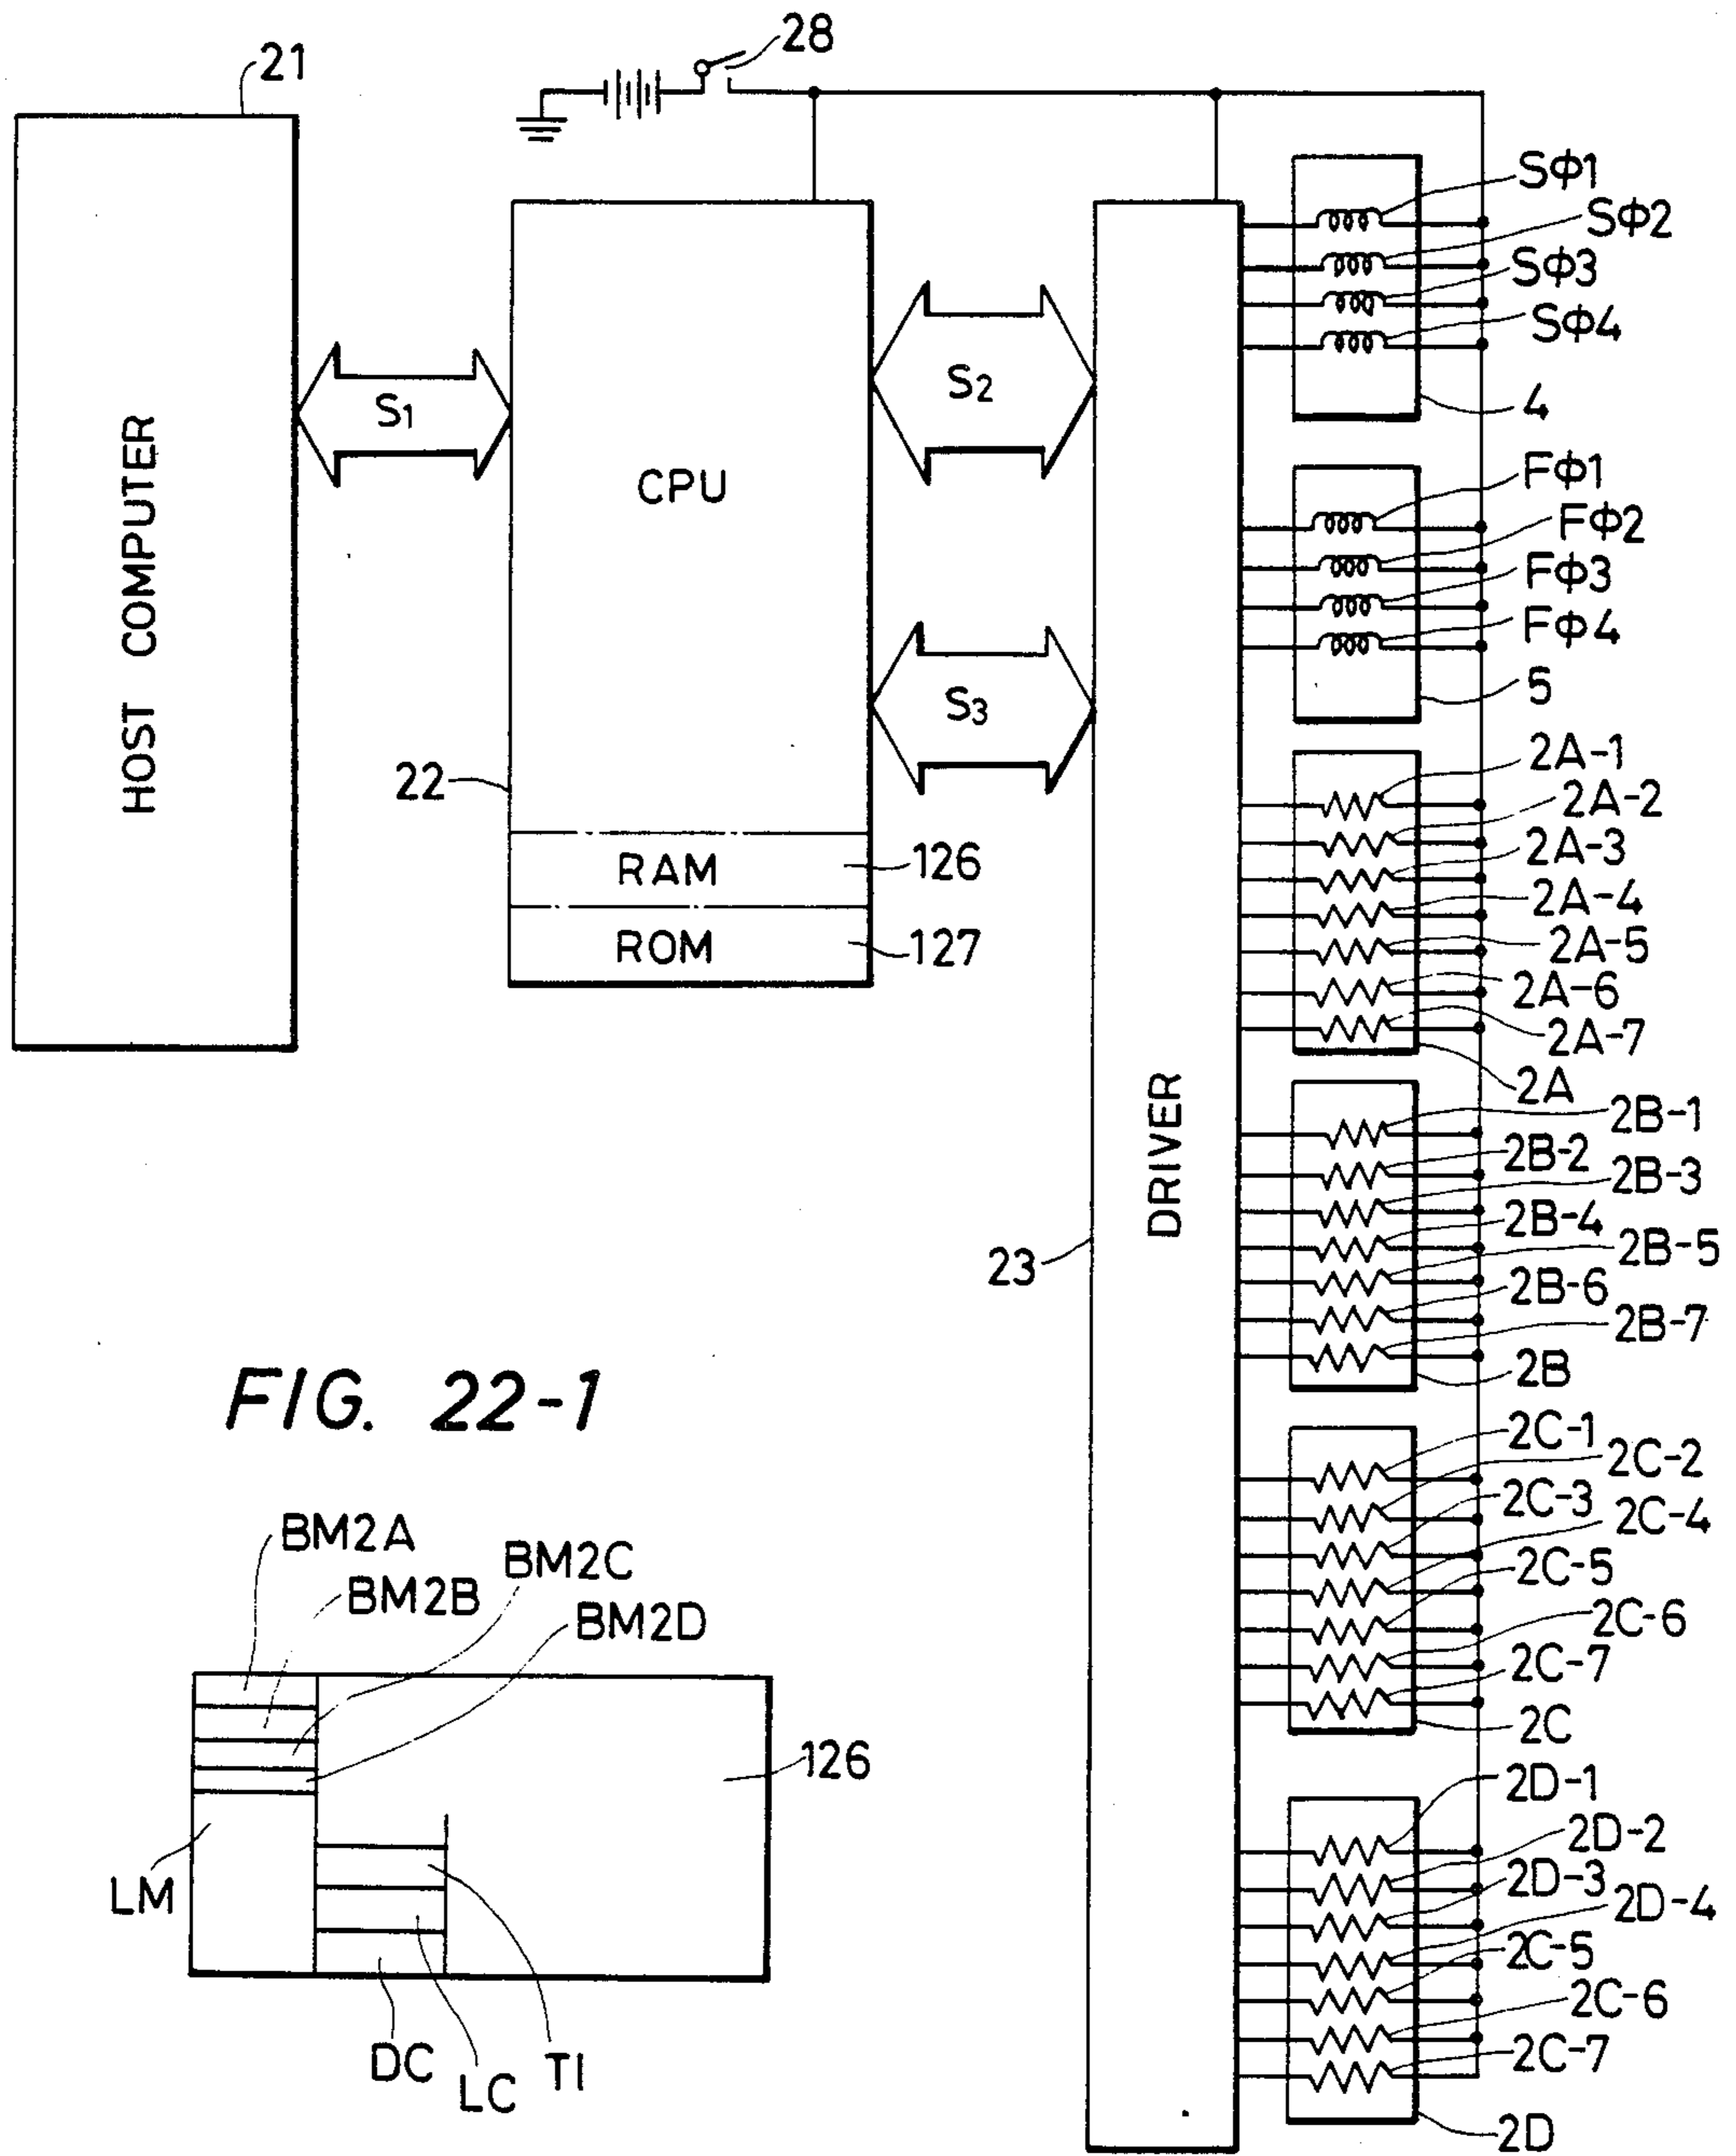 21
28
HOST COMPUTER
S1
CPU
22
RAM
126
ROM
127
S2
S3
DRIVER
23
SΦ1
SΦ2
SΦ3
SΦ4
4
FΦ1
FΦ2
FΦ3
FΦ4
5
2A-1
2A-2
2A-3
2A-4
2A-5
2A-6
2A-7
2A
2B-1
2B-2
2B-3
2B-4
2B-5
2B-6
2B-7
2B
2C-1
2C-2
2C-3
2C-4
2C-5
2C-6
2C-7
2C
2D-1
2D-2
2D-3
2D-4
2C-5
2C-6
2C-7
2D
FIG. 22-1
BM2A
BM2B
BM2C
BM2D
126
LM
DC
LC
TI